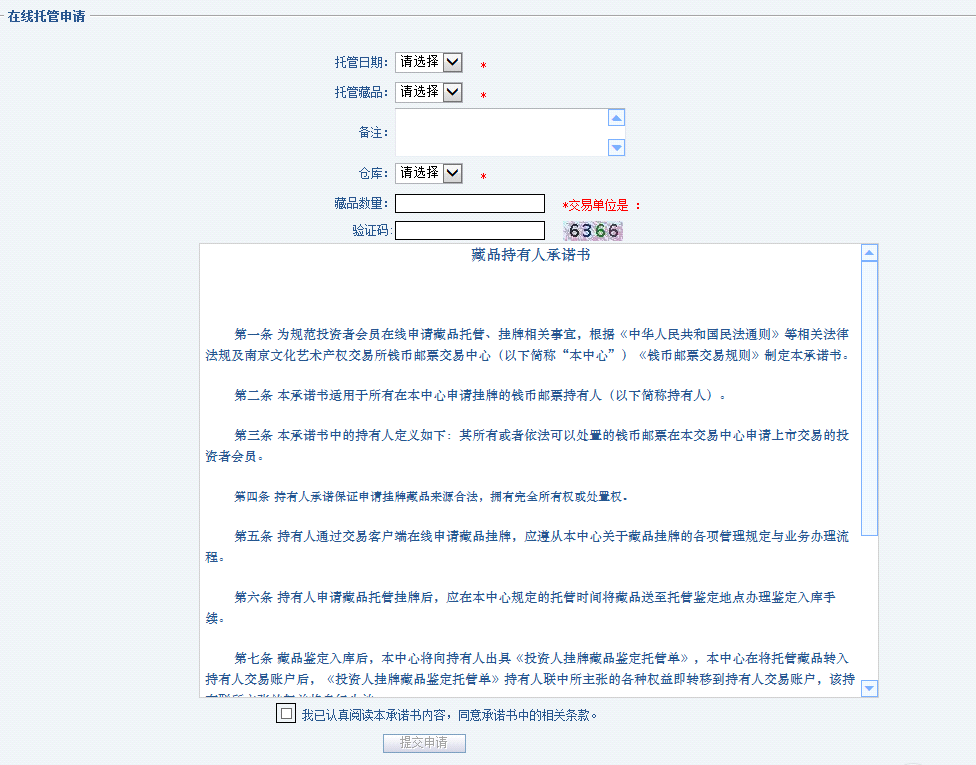 在线托管申请
托管日期： 请选择 *
托管藏品： 请选择 *
备注：
仓库： 请选择 *
藏品数量： *交易单位是 ：
验证码: 6366
藏品持有人承诺书
第一条 为规范投资者会员在线申请藏品托管、挂牌相关事宜，根据《中华人民共和国民法通则》等相关法律
法规及南京文化艺术产权交易所钱币邮票交易中心（以下简称“本中心”）《钱币邮票交易规则》制定本承诺书。
第二条 本承诺书适用于所有在本中心申请挂牌的钱币邮票持有人（以下简称持有人）。
第三条 本承诺书中的持有人定义如下：其所有或者依法可以处置的钱币邮票在本交易中心申请上市交易的投
资者会员。
第四条 持有人承诺保证申请挂牌藏品来源合法，拥有完全所有权或处置权。
第五条 持有人通过交易客户端在线申请藏品挂牌，应遵从本中心关于藏品挂牌的各项管理规定与业务办理流
程。
第六条 持有人申请藏品托管挂牌后，应在本中心规定的托管时间将藏品送至托管鉴定地点办理鉴定入库手
续。
第七条 藏品鉴定入库后，本中心将向持有人出具《投资人挂牌藏品鉴定托管单》，本中心在将托管藏品转入
持有人交易账户后，《投资人挂牌藏品鉴定托管单》持有人联中所主张的各种权益即转移到持有人交易账户，该持
我已认真阅读本承诺书内容，同意承诺书中的相关条款。
提交申请